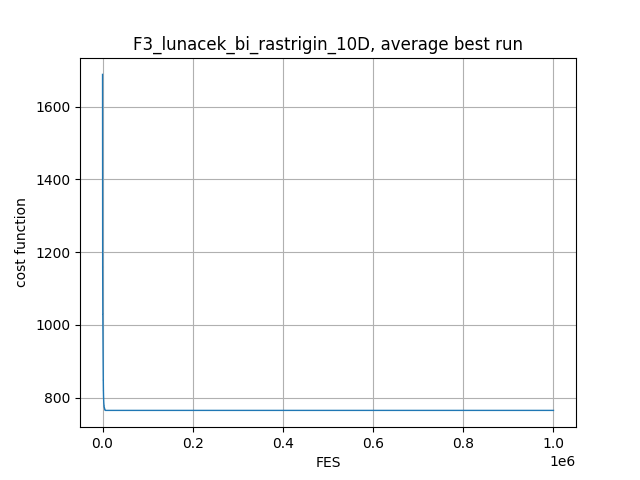 F3_lunacek_bi_rastrigin_10D, average best run
cost function
1600
1400
1200
1000
800
0.0 0.2 0.4 0.6 0.8 1.0
1e6
FES